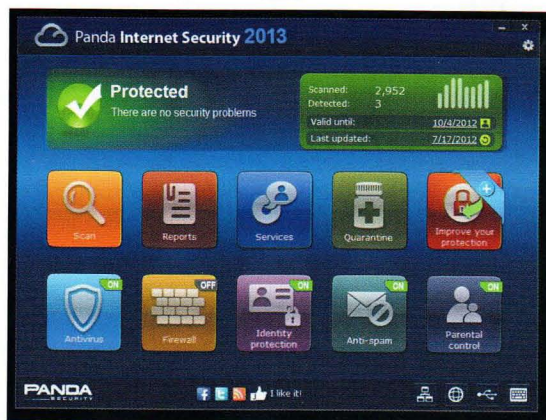 Panda Internet Security 2013
Protected
There are no security problems
Scanned: 2,952
Detected: 3
Valid until: 10/4/2012
Last updated: 7/17/2012
Scan
Reports
Services
Quarantine
Improve your protection
ON
OFF
ON
ON
ON
Antivirus
Firewall
Identity protection
Anti-spam
Parental control
PANDA
SECURITY
f
t
I like it!